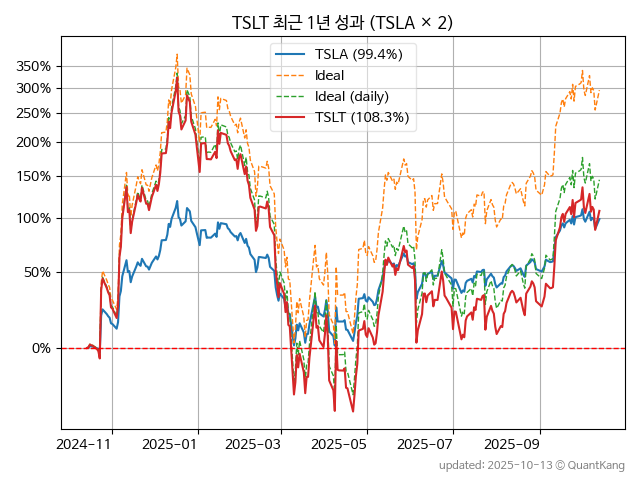 TSLT 최근 1년 성과 (TSLA × 2)
TSLA (99.4%)
Ideal
Ideal (daily)
TSLT (108.3%)
350%
300%
250%
200%
150%
100%
50%
0%
2024-11 2025-01 2025-03 2025-05 2025-07 2025-09
updated: 2025-10-13 © QuantKang